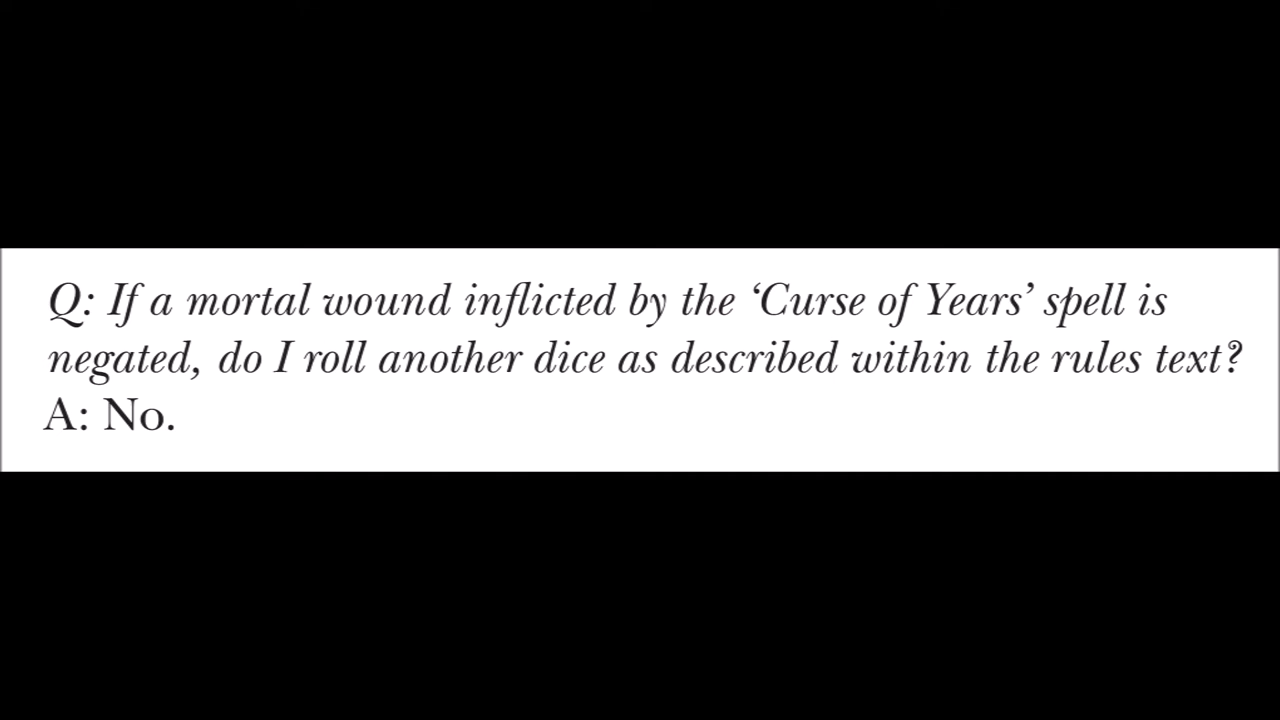 Q: If a mortal wound inflicted by the ‘Curse of Years’ spell is
negated, do I roll another dice as described within the rules text?
A: No.